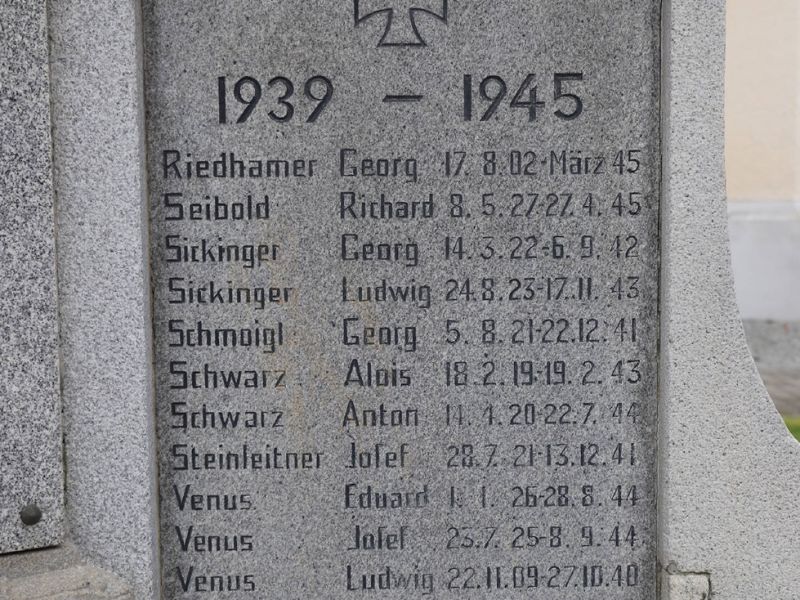 1939 – 1945
Riedhamer Georg 17. 8. 02-März 45
Seibold Richard 8. 5. 27-27. 4. 45
Sickinger Georg 14. 3. 22-6. 9. 42
Sickinger Ludwig 24.8. 23-17.11. 43
Schmoigl Georg 5. 8. 21-22.12. 41
Schwarz Alois 18. 2. 19-19. 2. 43
Schwarz Anton 20-22.7. 44
Steinleitner Josef 28.7. 21-13.12. 41
Venus Eduard 1. 1. 26-28. 8. 44
Venus Josef 25-8. 9. 44
Venus Ludwig 22.11.09-27.10.40